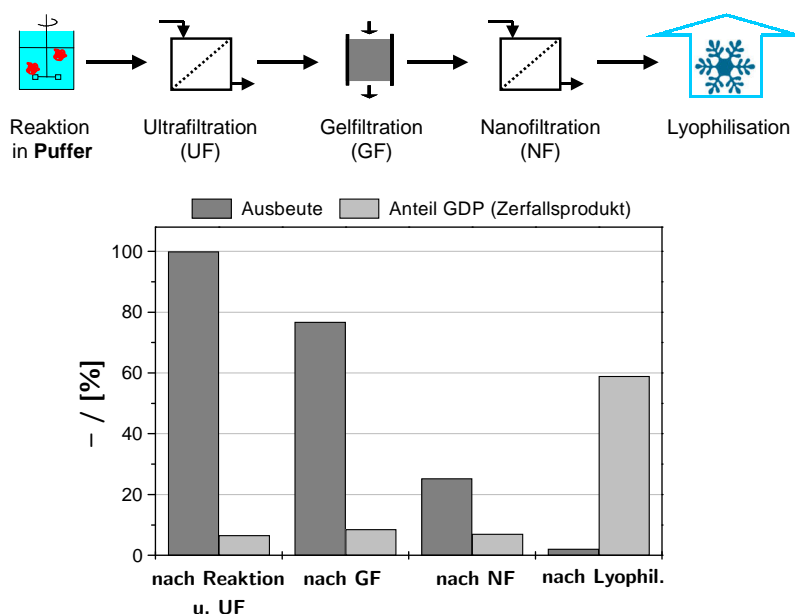 Reaktion
in Puffer
Ultrafiltration
(UF)
Gelfiltration
(GF)
Nanofiltration
(NF)
Lyophilisation
Ausbeute
Anteil GDP (Zerfallsprodukt)
– / [%]
100
80
60
40
20
0
nach Reaktion
u. UF
nach GF
nach NF
nach Lyophil.